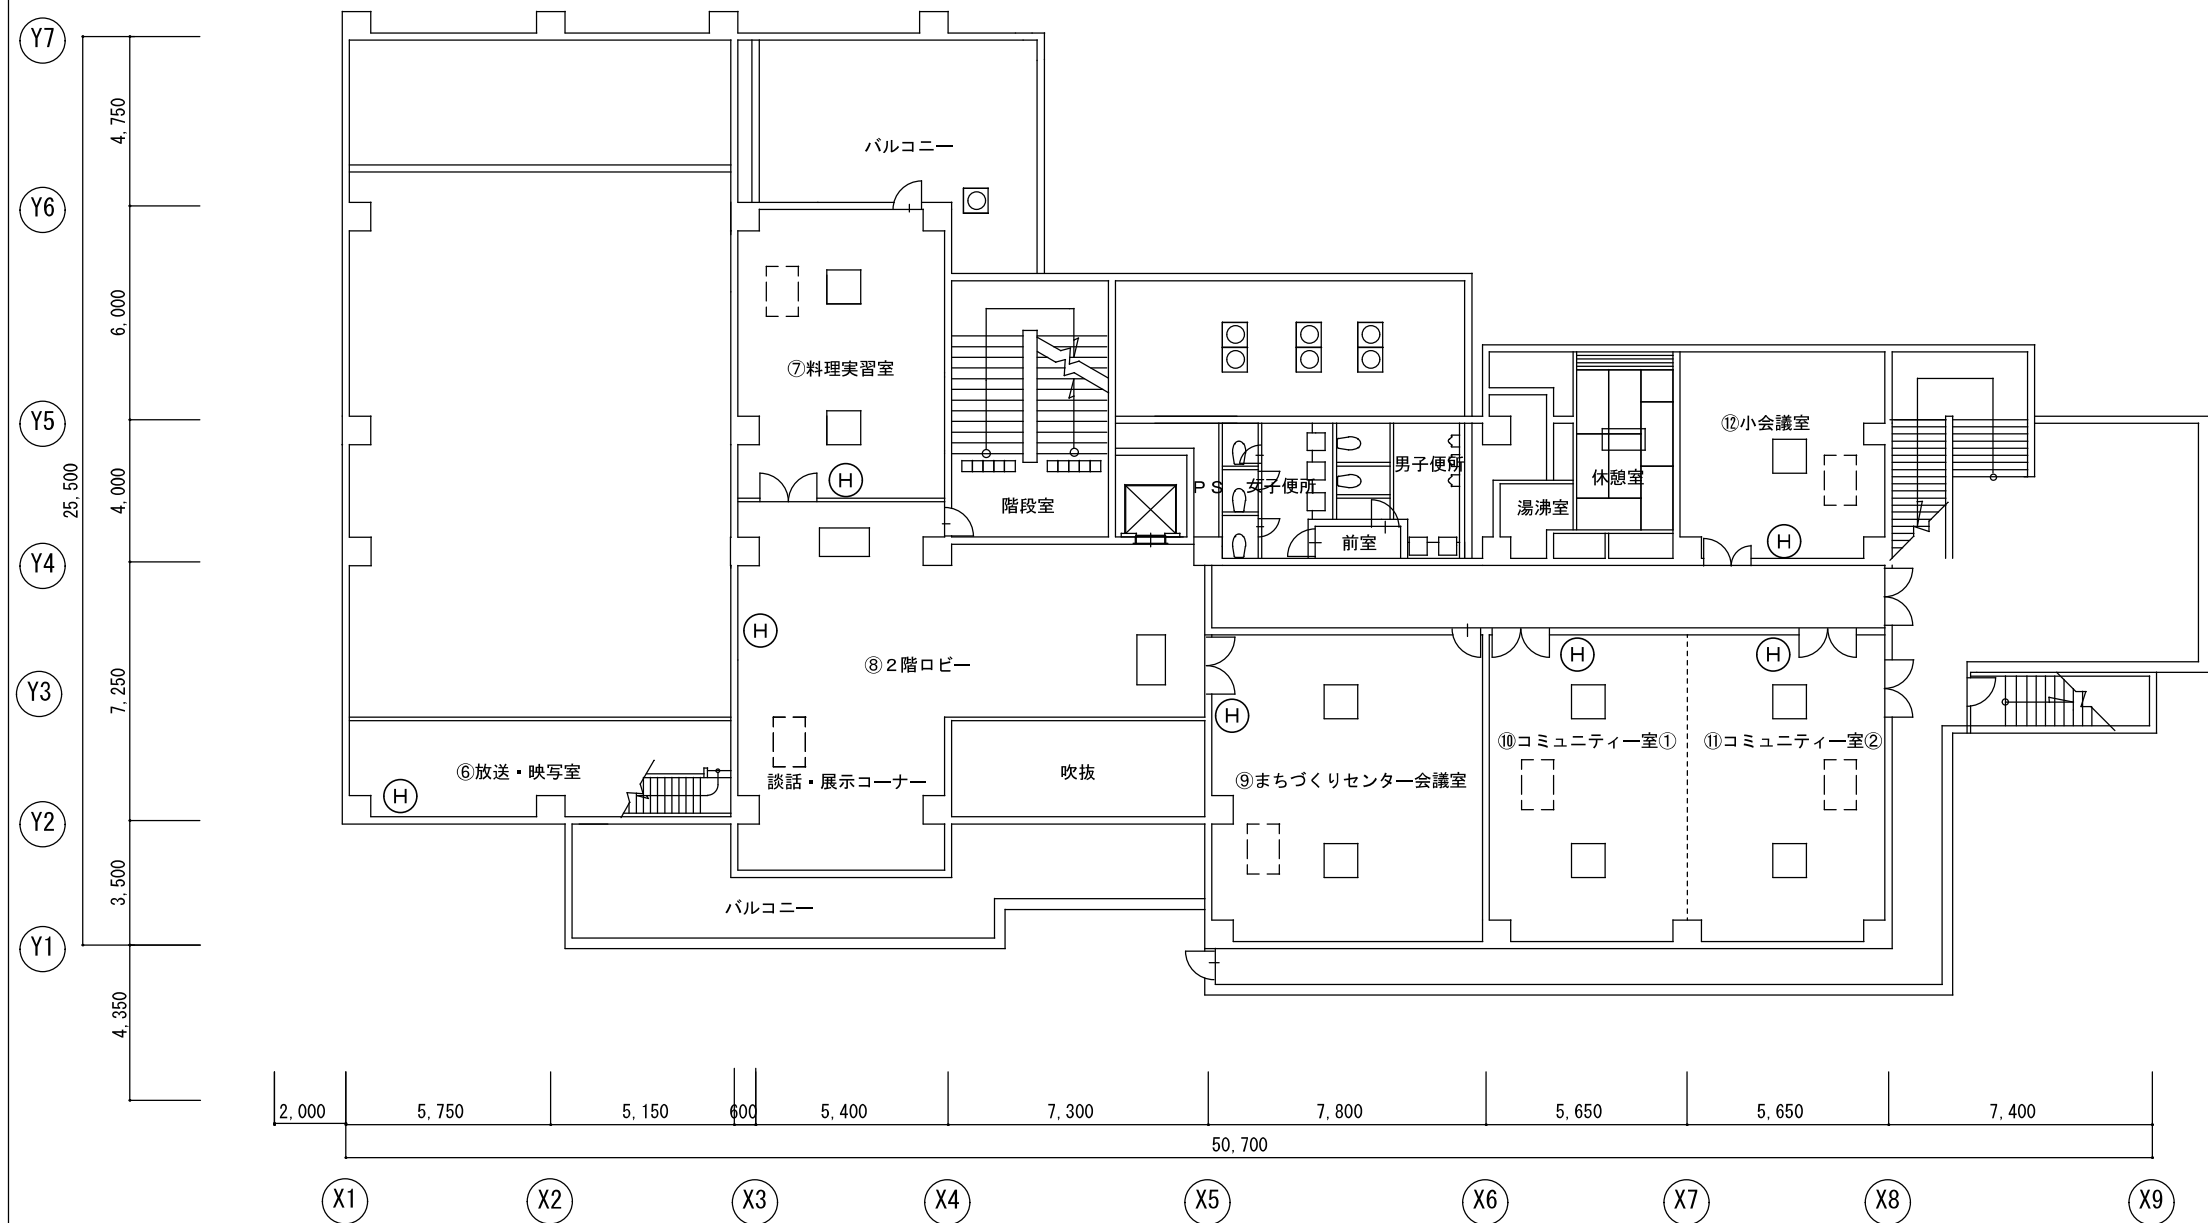 Y7
4,750
バルコニー
Y6
6,000
⑦料理実習室
⑫小会議室
Y5
25,500
4,000
H
階段室
PS
女子便所
男子便所
休憩室
湯沸室
前室
H
Y4
H
⑧2階ロビー
H
H
Y3
7,250
H
⑥放送・映写室
H
談話・展示コーナー
吹抜
⑨まちづくりセンター会議室
⑩コミュニティー室①
⑪コミュニティー室②
Y2
3,500
バルコニー
Y1
4,350
2,000 5,750 5,150 600 5,400 7,300 7,800 5,650 5,650 7,400
50,700
X1 X2 X3 X4 X5 X6 X7 X8 X9